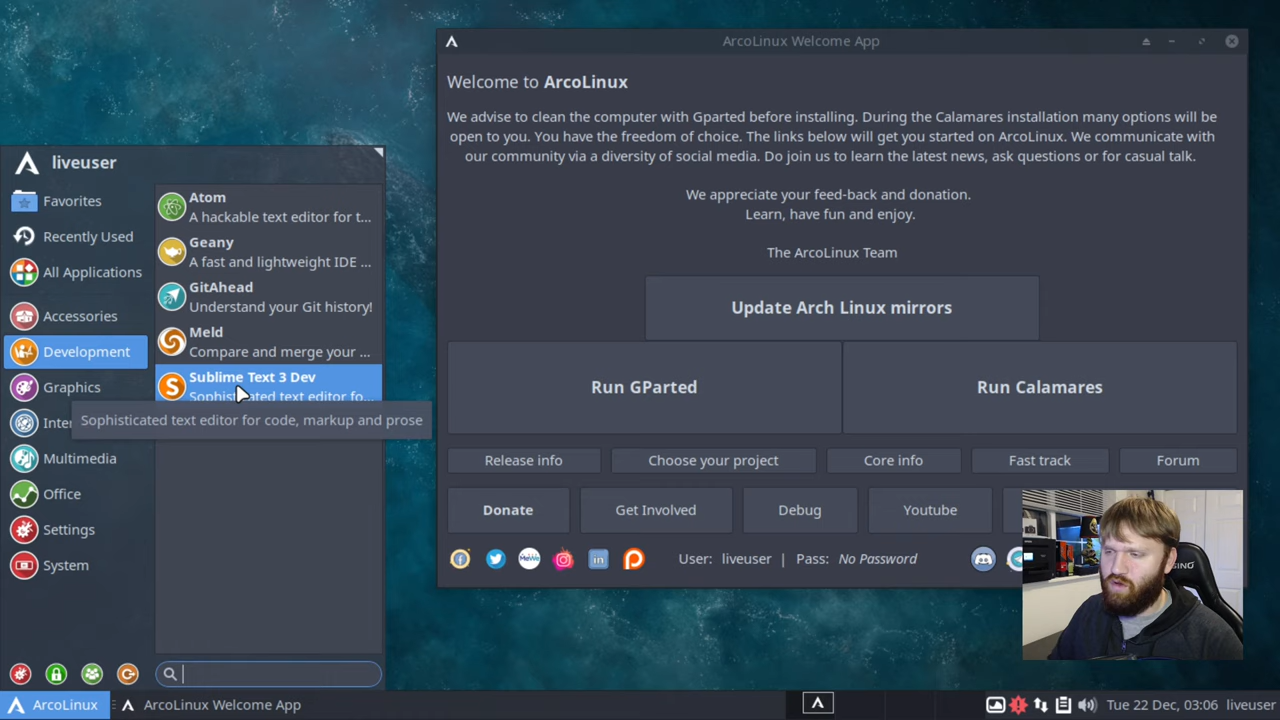 ArcoLinux Welcome App
Welcome to ArcoLinux
We advise to clean the computer with Gparted before installing. During the Calamares installation many options will be
open to you. You have the freedom of choice. The links below will get you started on ArcoLinux. We communicate with
our community via a diversity of social media. Do join us to learn the latest news, ask questions or for casual talk.
We appreciate your feed-back and donation.
Learn, have fun and enjoy.
The ArcoLinux Team
Update Arch Linux mirrors
Run GParted
Run Calamares
Release info
Choose your project
Core info
Fast track
Forum
Donate
Get Involved
Debug
Youtube
MeWe
in
User: liveuser | Pass: No Password
liveuser
Favorites
Recently Used
All Applications
Accessories
Development
Graphics
Inter
Multimedia
Office
Settings
System
Atom
A hackable text editor for t...
Geany
A fast and lightweight IDE ...
GitAhead
Understand your Git history!
Meld
Compare and merge your ...
Sublime Text 3 Dev
Sophisticated text editor fo...
Sophisticated text editor for code, markup and prose
ArcoLinux
ArcoLinux Welcome App
Tue 22 Dec, 03:06 liveuser